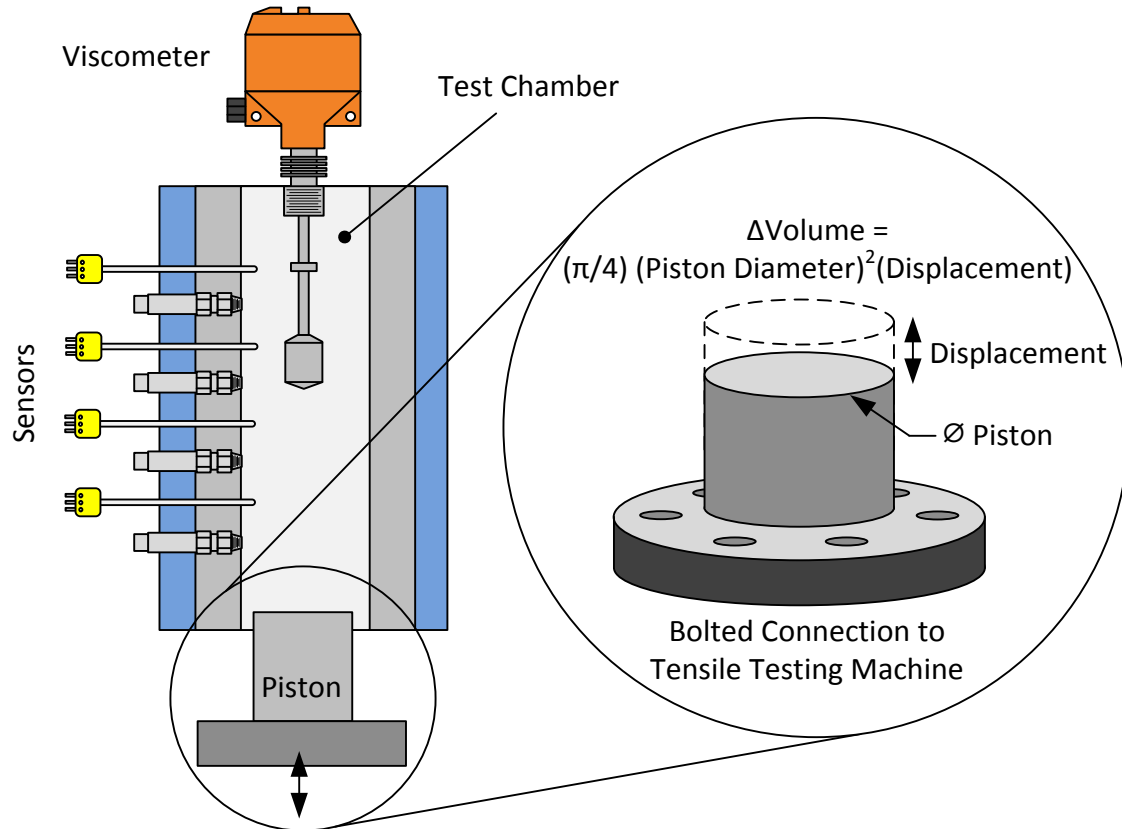 Viscometer
Test Chamber
Sensors
Piston
ΔVolume =
(π/4) (Piston Diameter)²(Displacement)
Displacement
∅ Piston
Bolted Connection to
Tensile Testing Machine